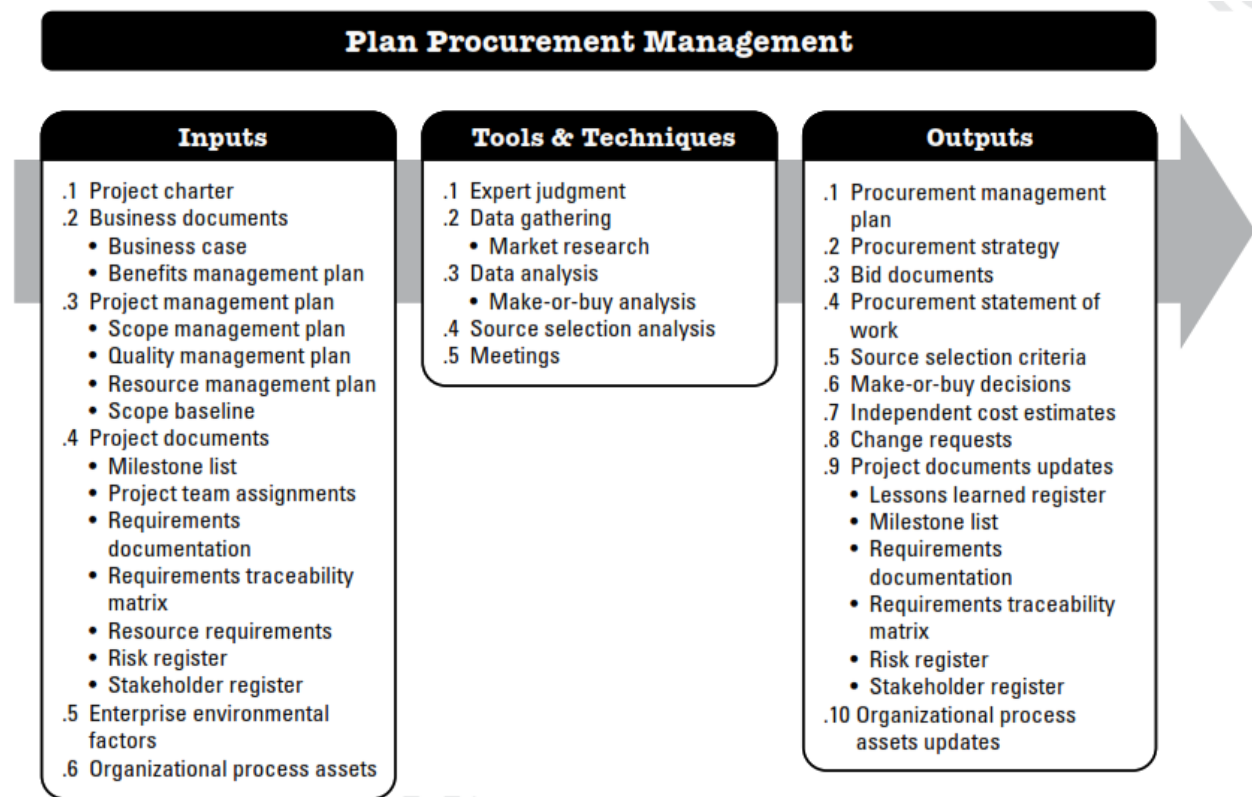 Plan Procurement Management
Inputs
.1 Project charter
.2 Business documents
• Business case
• Benefits management plan
.3 Project management plan
• Scope management plan
• Quality management plan
• Resource management plan
• Scope baseline
.4 Project documents
• Milestone list
• Project team assignments
• Requirements
documentation
• Requirements traceability
matrix
• Resource requirements
• Risk register
• Stakeholder register
.5 Enterprise environmental
factors
.6 Organizational process assets
Tools & Techniques
.1 Expert judgment
.2 Data gathering
• Market research
.3 Data analysis
• Make-or-buy analysis
.4 Source selection analysis
.5 Meetings
Outputs
.1 Procurement management
plan
.2 Procurement strategy
.3 Bid documents
.4 Procurement statement of
work
.5 Source selection criteria
.6 Make-or-buy decisions
.7 Independent cost estimates
.8 Change requests
.9 Project documents updates
• Lessons learned register
• Milestone list
• Requirements
documentation
• Requirements traceability
matrix
• Risk register
• Stakeholder register
.10 Organizational process
assets updates